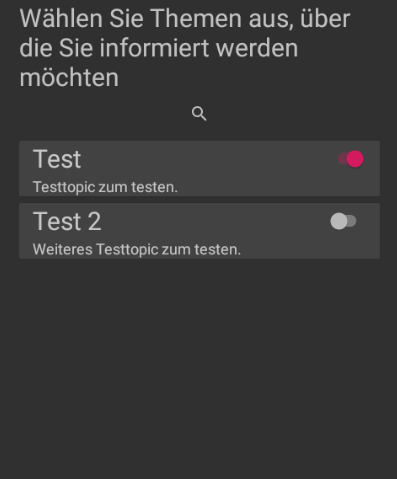 Wählen Sie Themen aus, über
die Sie informiert werden
möchten
Test
Testtopic zum testen.
Test 2
Weiteres Testtopic zum testen.